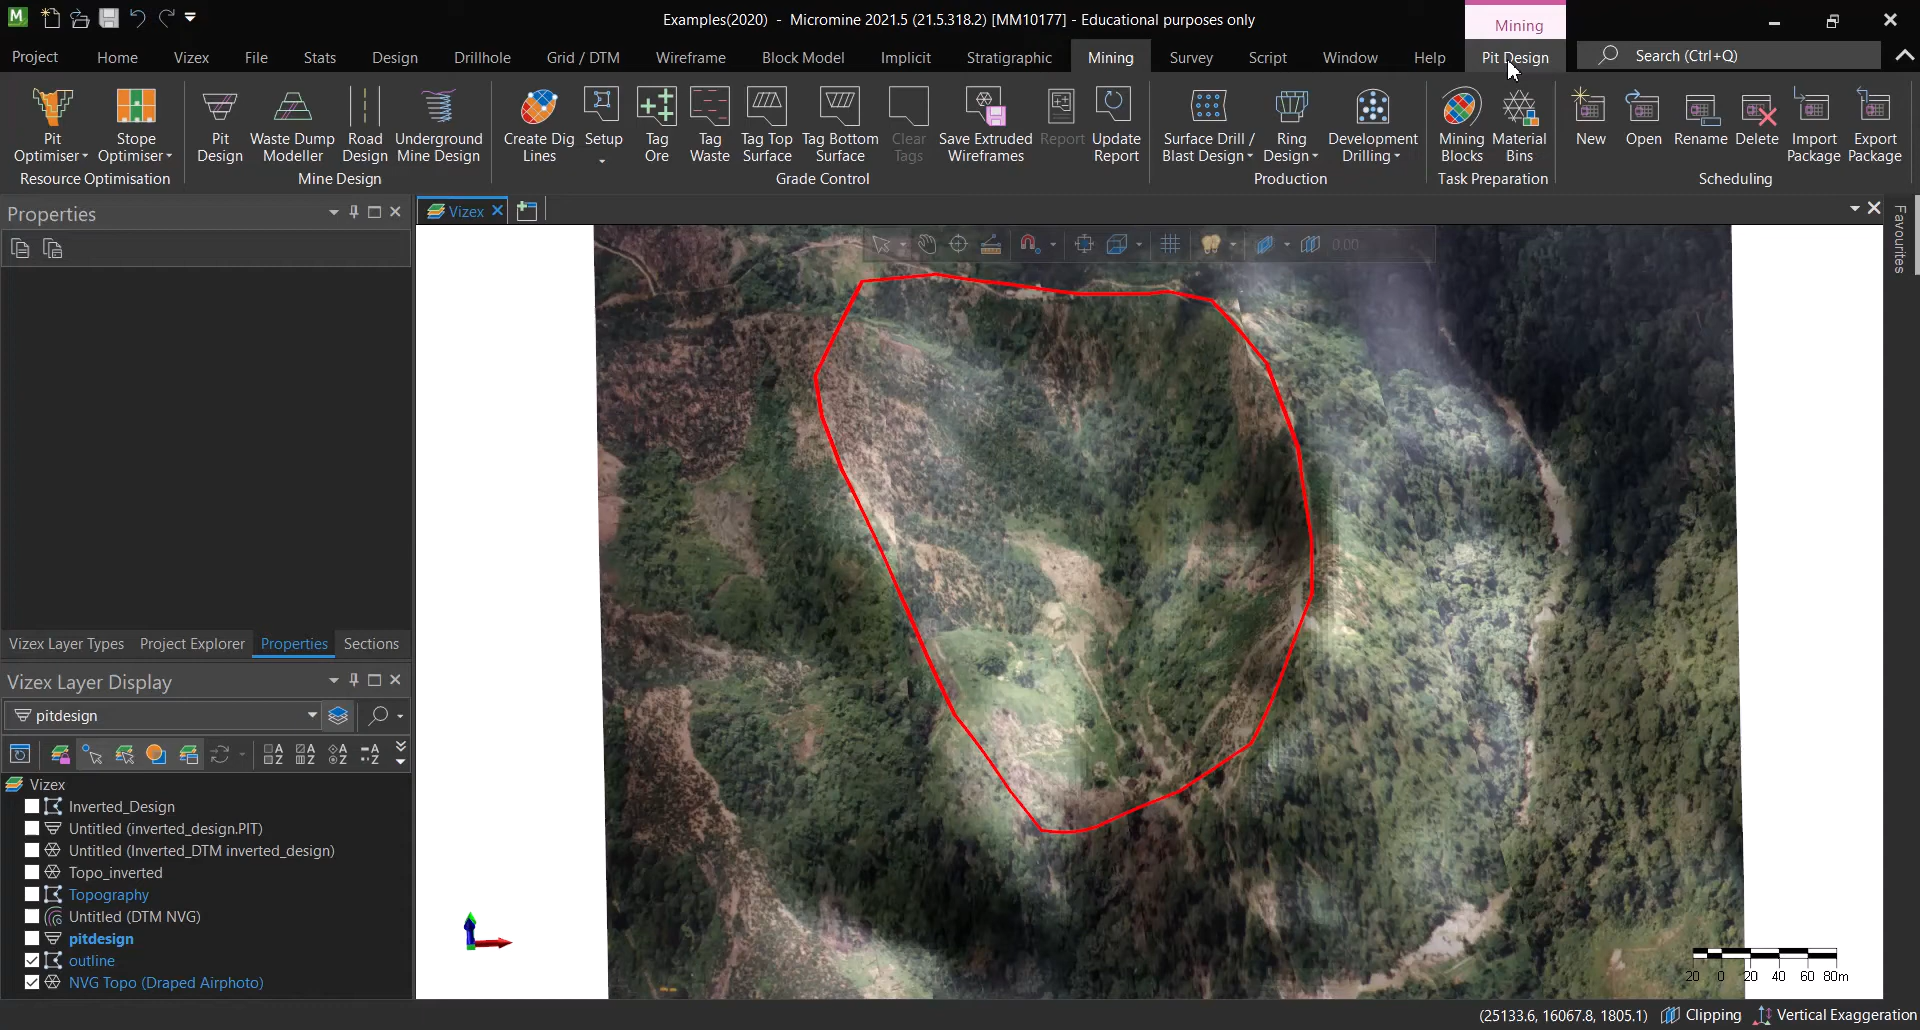 Examples(2020) - Micromine 2021.5 (21.5.318.2) [MM10177] - Educational purposes only
Mining
Project Home Vizex File Stats Design Drillhole Grid / DTM Wireframe Block Model Implicit Stratigraphic Mining Survey Script Window Help Pit Design Search (Ctrl+Q)
Pit Optimiser
Stope Optimiser
Resource Optimisation
Pit Design
Waste Dump Modeller
Road Design
Underground Mine Design
Mine Design
Create Dig Lines
Setup
Tag Ore
Tag Waste
Tag Top Surface
Tag Bottom Surface
Clear Tags
Save Extruded Wireframes
Report
Update Report
Grade Control
Surface Drill / Blast Design
Ring Design
Development Drilling
Production
Mining Blocks
Material Bins
Task Preparation
New
Open
Rename
Delete
Import Package
Export Package
Scheduling
Properties
Vizex
Favourites
0.00
Vizex Layer Types Project Explorer Properties Sections
Vizex Layer Display
pitdesign
Vizex
Inverted_Design
Untitled (inverted_design.PIT)
Untitled (Inverted_DTM inverted_design)
Topo_inverted
Topography
Untitled (DTM NVG)
pitdesign
outline
NVG Topo (Draped Airphoto)
20 0 20 40 60 80m
(25133.6, 16067.8, 1805.1) Clipping Vertical Exaggeration